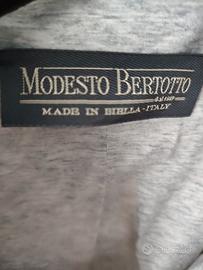 MODESTO BERTOTTO
MADE IN BIELLA - ITALY